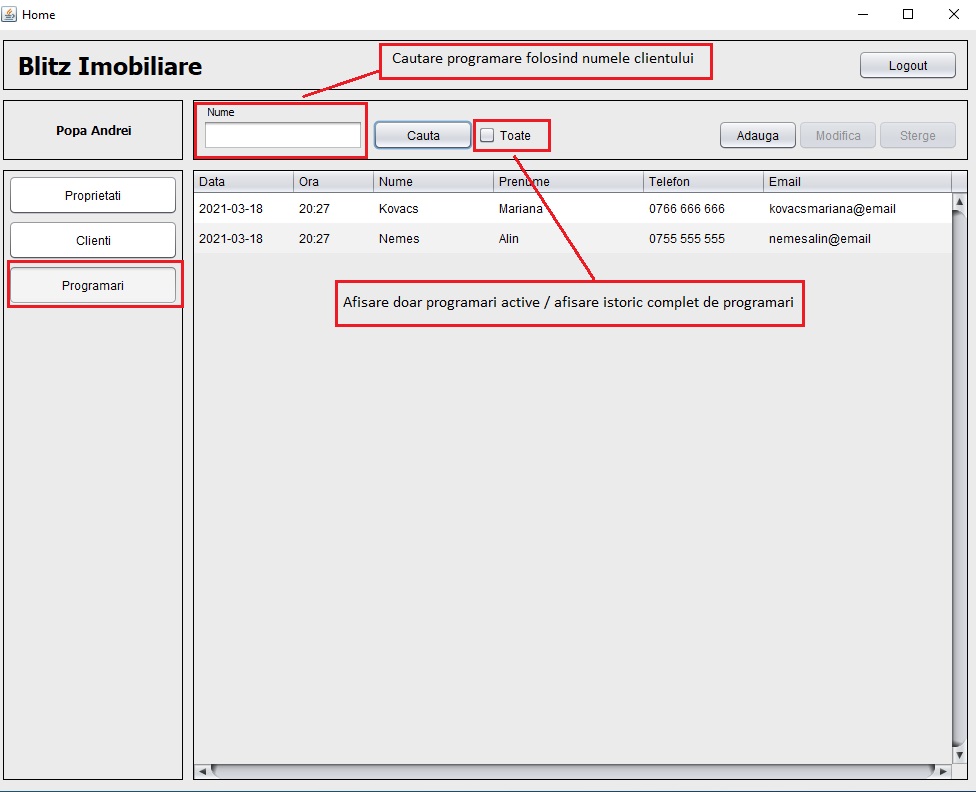 Home
Blitz Imobiliare
Cautare programare folosind numele clientului
Logout
Popa Andrei
Nume
Cauta
Toate
Adauga
Modifica
Sterge
Proprietati
Clienti
Programari
Data Ora Nume Prenume Telefon Email
2021-03-18 20:27 Kovacs Mariana 0766 666 666 kovacsmariana@email
2021-03-18 20:27 Nemes Alin 0755 555 555 nemesalin@email
Afisare doar programari active / afisare istoric complet de programari